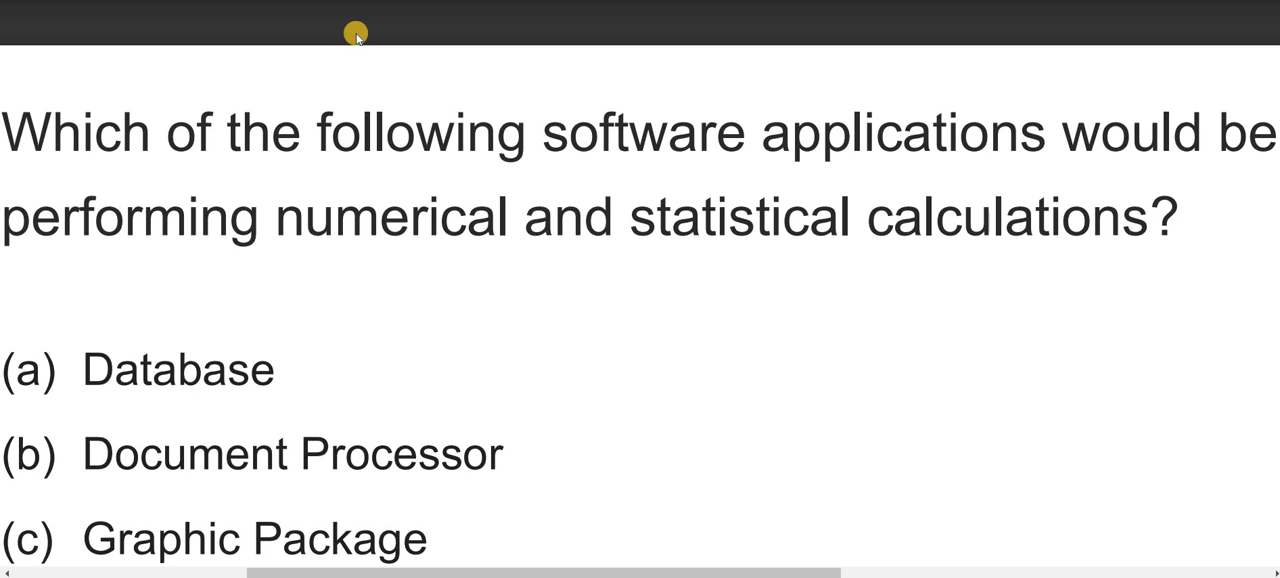 Which of the following software applications would be
performing numerical and statistical calculations?
(a) Database
(b) Document Processor
(c) Graphic Package